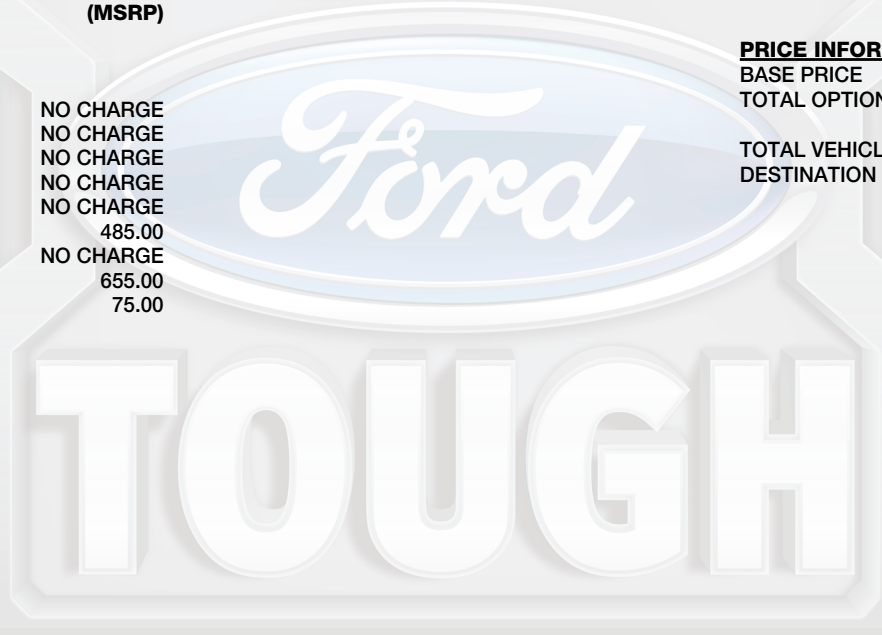 (MSRP)
NO CHARGE
NO CHARGE
NO CHARGE
NO CHARGE
NO CHARGE
485.00
NO CHARGE
655.00
75.00
PRICE INFOR
BASE PRICE
TOTAL OPTION
TOTAL VEHICL
DESTINATION
Ford
TOUGH